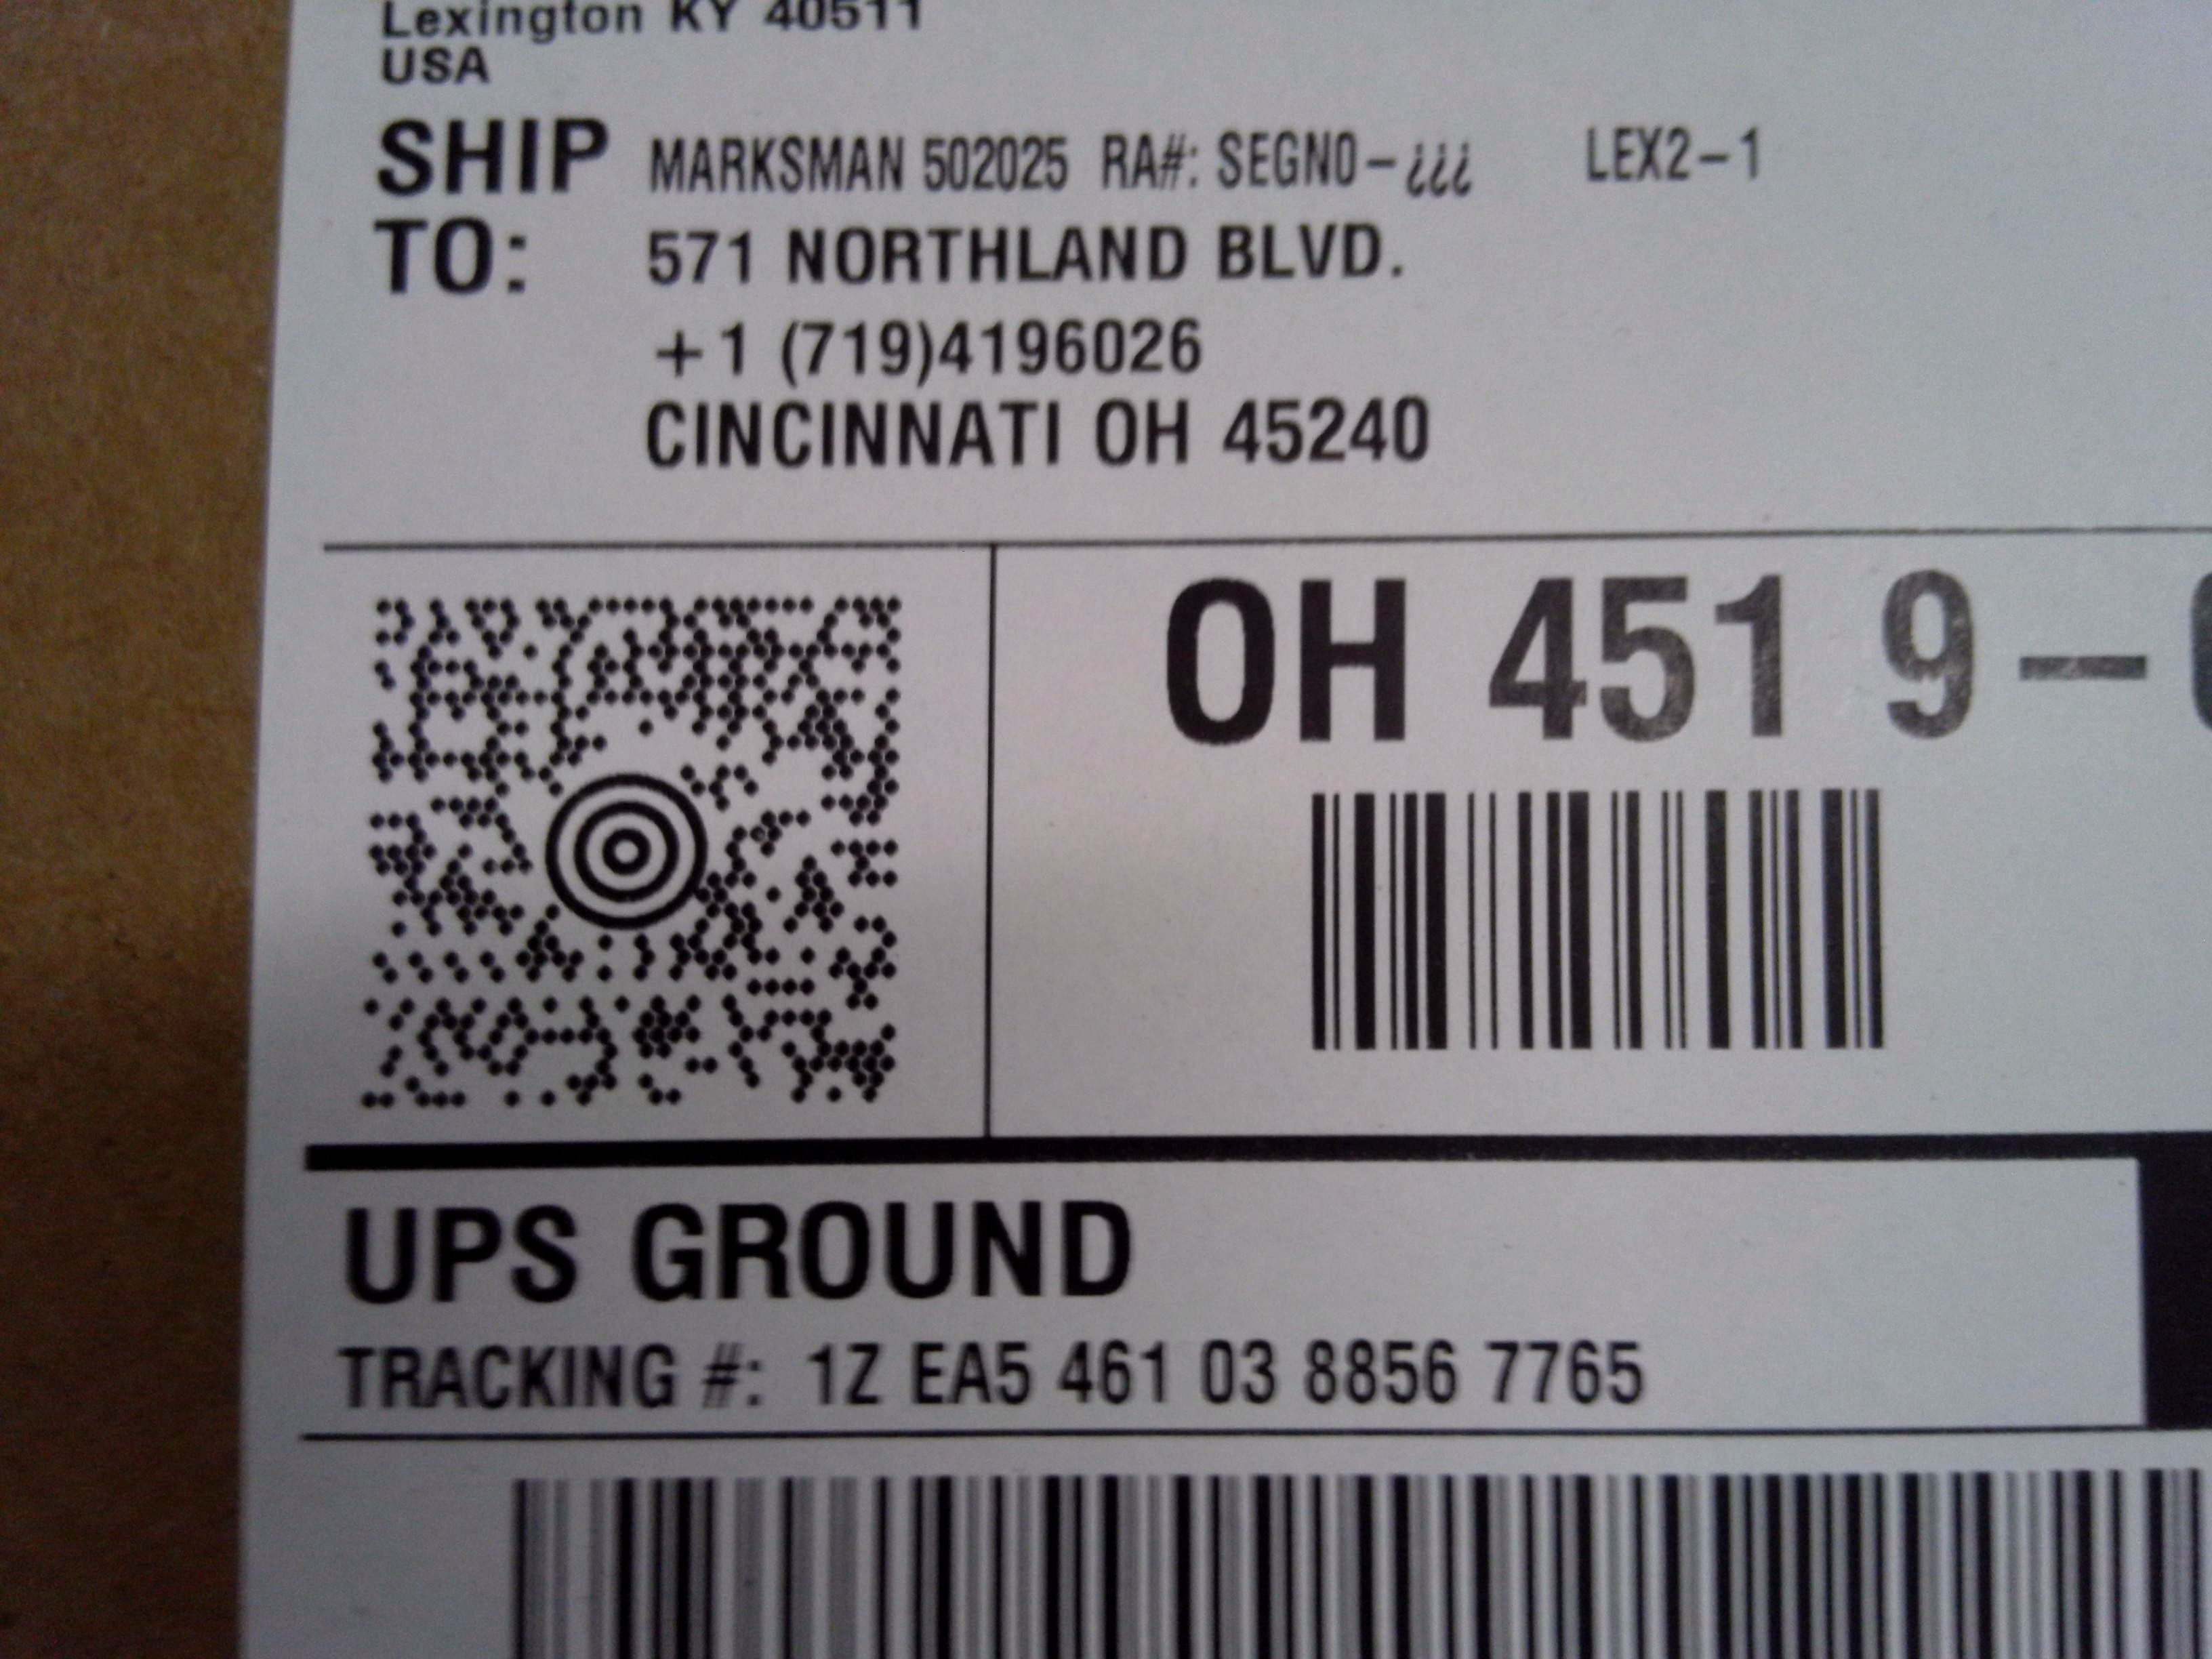 Lexington KY 40511
USA
SHIP TO:
MARKSMAN 502025 RA#: SEGN0-¿¿¿ LEX2-1
571 NORTHLAND BLVD.
+1 (719)4196026
CINCINNATI OH 45240
OH 451 9-
UPS GROUND
TRACKING #: 1Z EA5 461 03 8856 7765